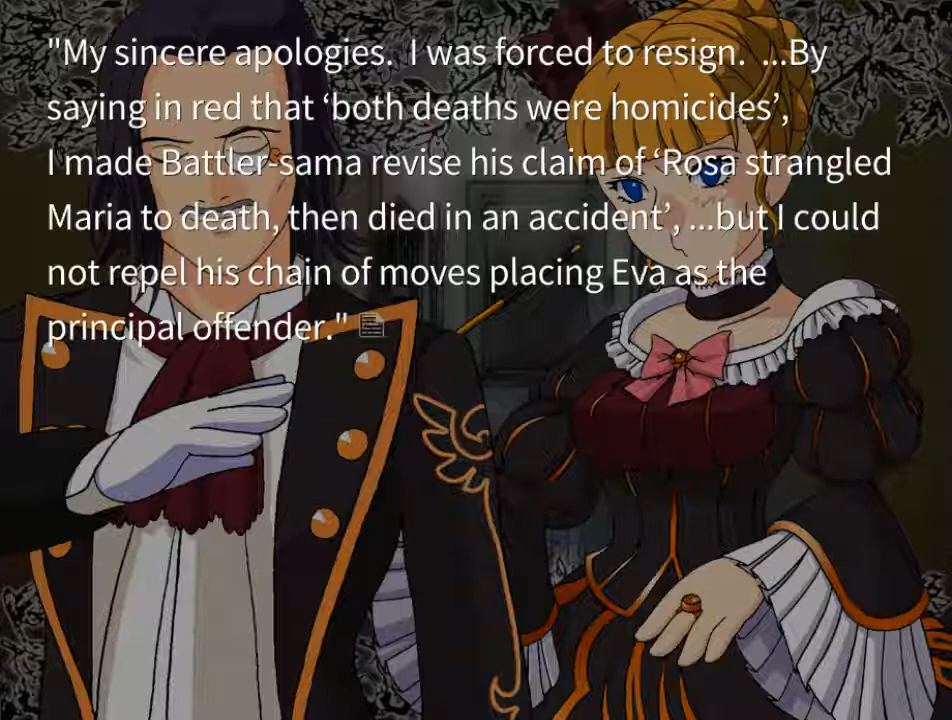 "My sincere apologies.  I was forced to resign.  ...By
saying in red that ‘both deaths were homicides’,
I made Battler-sama revise his claim of ‘Rosa strangled
Maria to death, then died in an accident’, ...but I could
not repel his chain of moves placing Eva as the
principal offender."